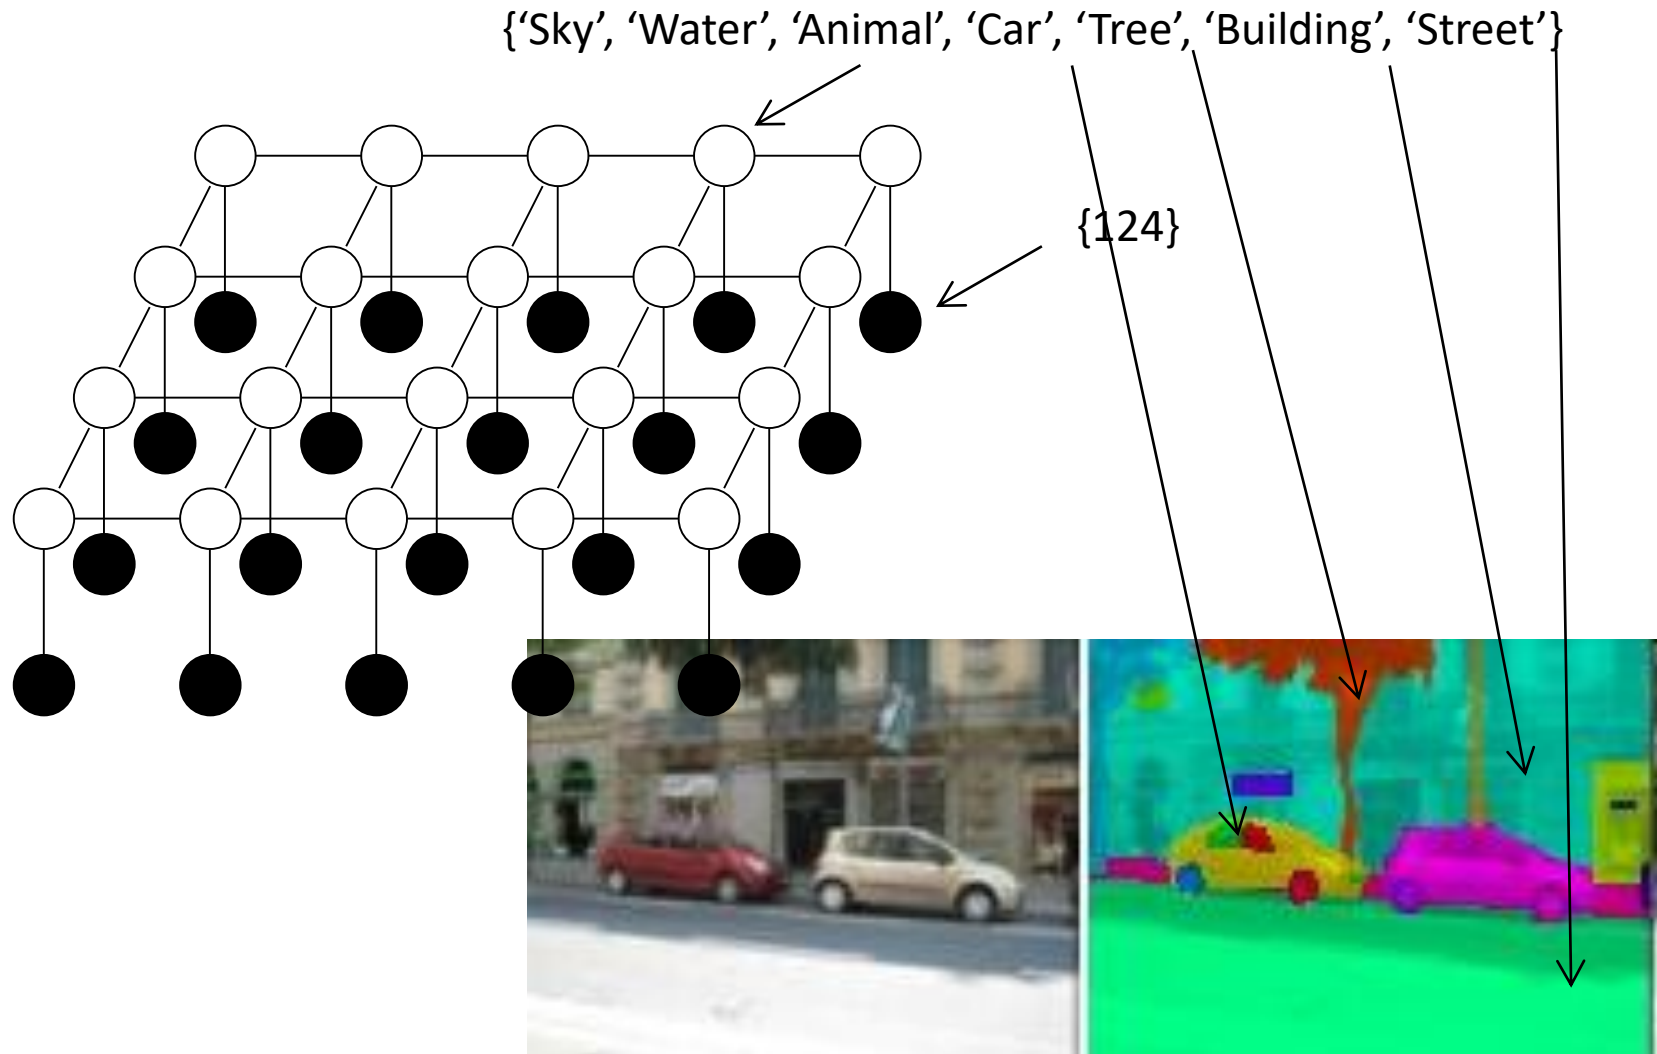 {‘Sky’, ‘Water’, ‘Animal’, ‘Car’, ‘Tree’, ‘Building’, ‘Street’}
{124}